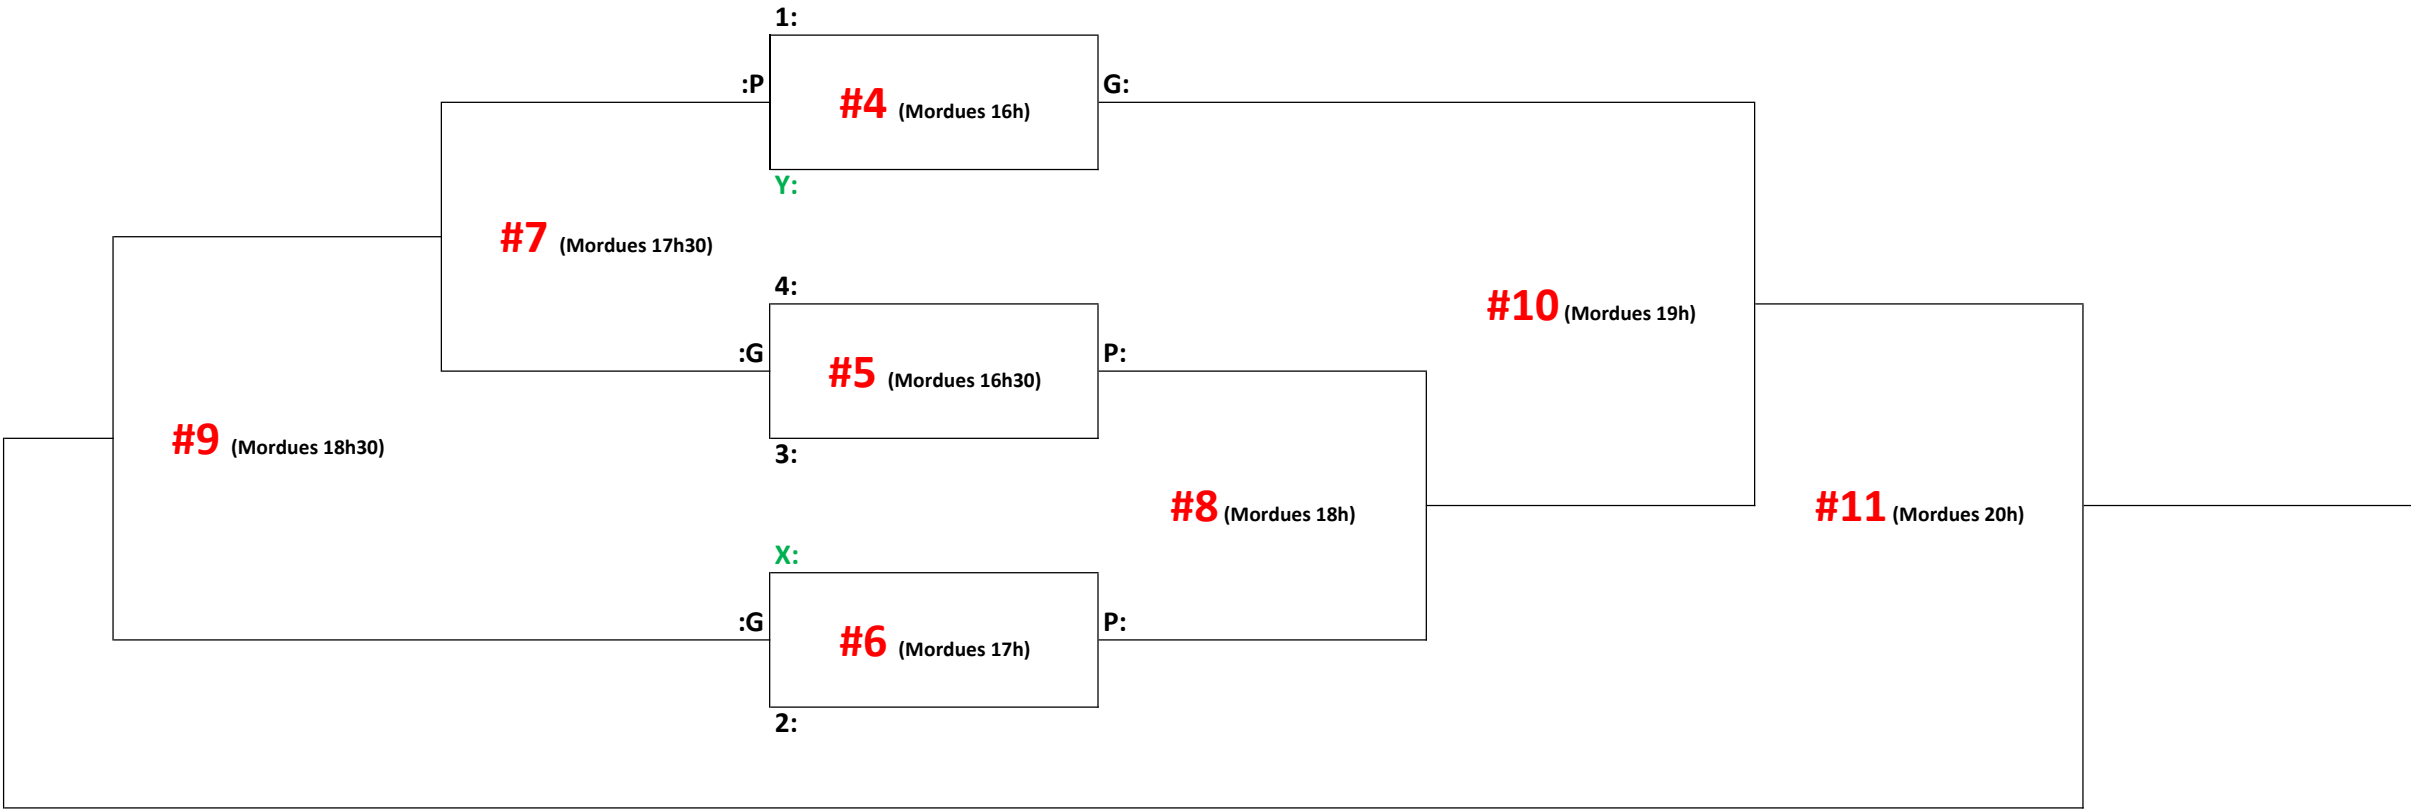 1:
:P
#4 (Mordues 16h)
G:
Y:
#7 (Mordues 17h30)
4:
#10 (Mordues 19h)
:G
#5 (Mordues 16h30)
P:
#9 (Mordues 18h30)
3:
#8 (Mordues 18h)
#11 (Mordues 20h)
X:
:G
#6 (Mordues 17h)
P:
2: